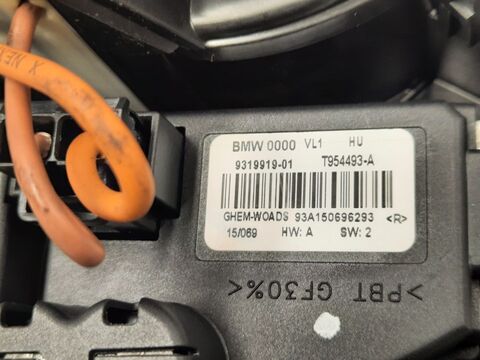 BMW 0000 VL1 HU
9319919-01 T954493-A
GHEM-WOADS 93A150696293 <R>
15/069 HW: A SW: 2
>PBT GF30%<